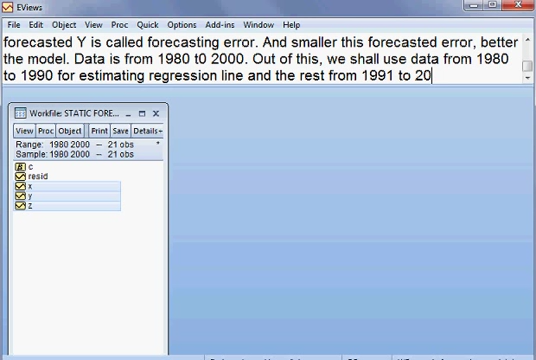 EViews
File Edit Object View Proc Quick Options Add-ins Window Help
forecasted Y is called forecasting error. And smaller this forecasted error, better
the model. Data is from 1980 t0 2000. Out of this, we shall use data from 1980
to 1990 for estimating regression line and the rest from 1991 to 20
Workfile: STATIC FORE...
View Proc Object Print Save Details
Range: 1980 2000 -- 21 obs *
Sample: 1980 2000 -- 21 obs
c
resid
x
y
z